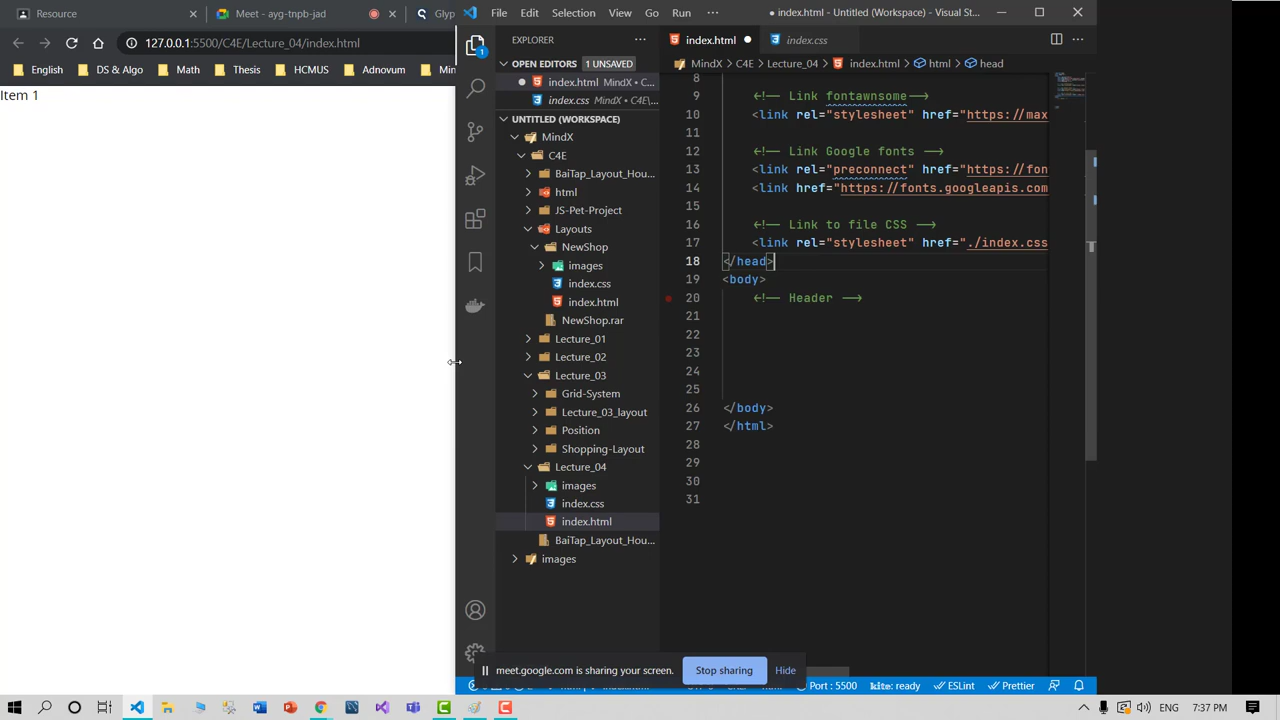 Resource
Meet - ayg-tnpb-jad
Glyp
127.0.0.1:5500/C4E/Lecture_04/index.html
English
DS & Algo
Math
Thesis
HCMUS
Adnovum
Min
Item 1
File
Edit
Selection
View
Go
Run
index.html - Untitled (Workspace) - Visual St...
EXPLORER
index.html
index.css
OPEN EDITORS
1 UNSAVED
MindX
C4E
Lecture_04
index.html
html
head
index.html MindX • C...
index.css MindX • C4E\...
UNTITLED (WORKSPACE)
MindX
C4E
BaiTap_Layout_Hou...
html
JS-Pet-Project
Layouts
NewShop
images
index.css
index.html
NewShop.rar
Lecture_01
Lecture_02
Lecture_03
Grid-System
Lecture_03_layout
Position
Shopping-Layout
Lecture_04
images
index.css
index.html
BaiTap_Layout_Hou...
images
1
8
9 <!-- Link fontawnsome-->
10 <link rel="stylesheet" href="https://max
11
12 <!-- Link Google fonts -->
13 <link rel="preconnect" href="https://fon
14 <link href="https://fonts.googleapis.com
15
16 <!-- Link to file CSS -->
17 <link rel="stylesheet" href="./index.css
18 </head>
19 <body>
20 <!-- Header -->
21
22
23
24
25
26 </body>
27 </html>
28
29
30
31
meet.google.com is sharing your screen.
Stop sharing
Hide
Port : 5500
kite: ready
ESLint
Prettier
ENG
7:37 PM